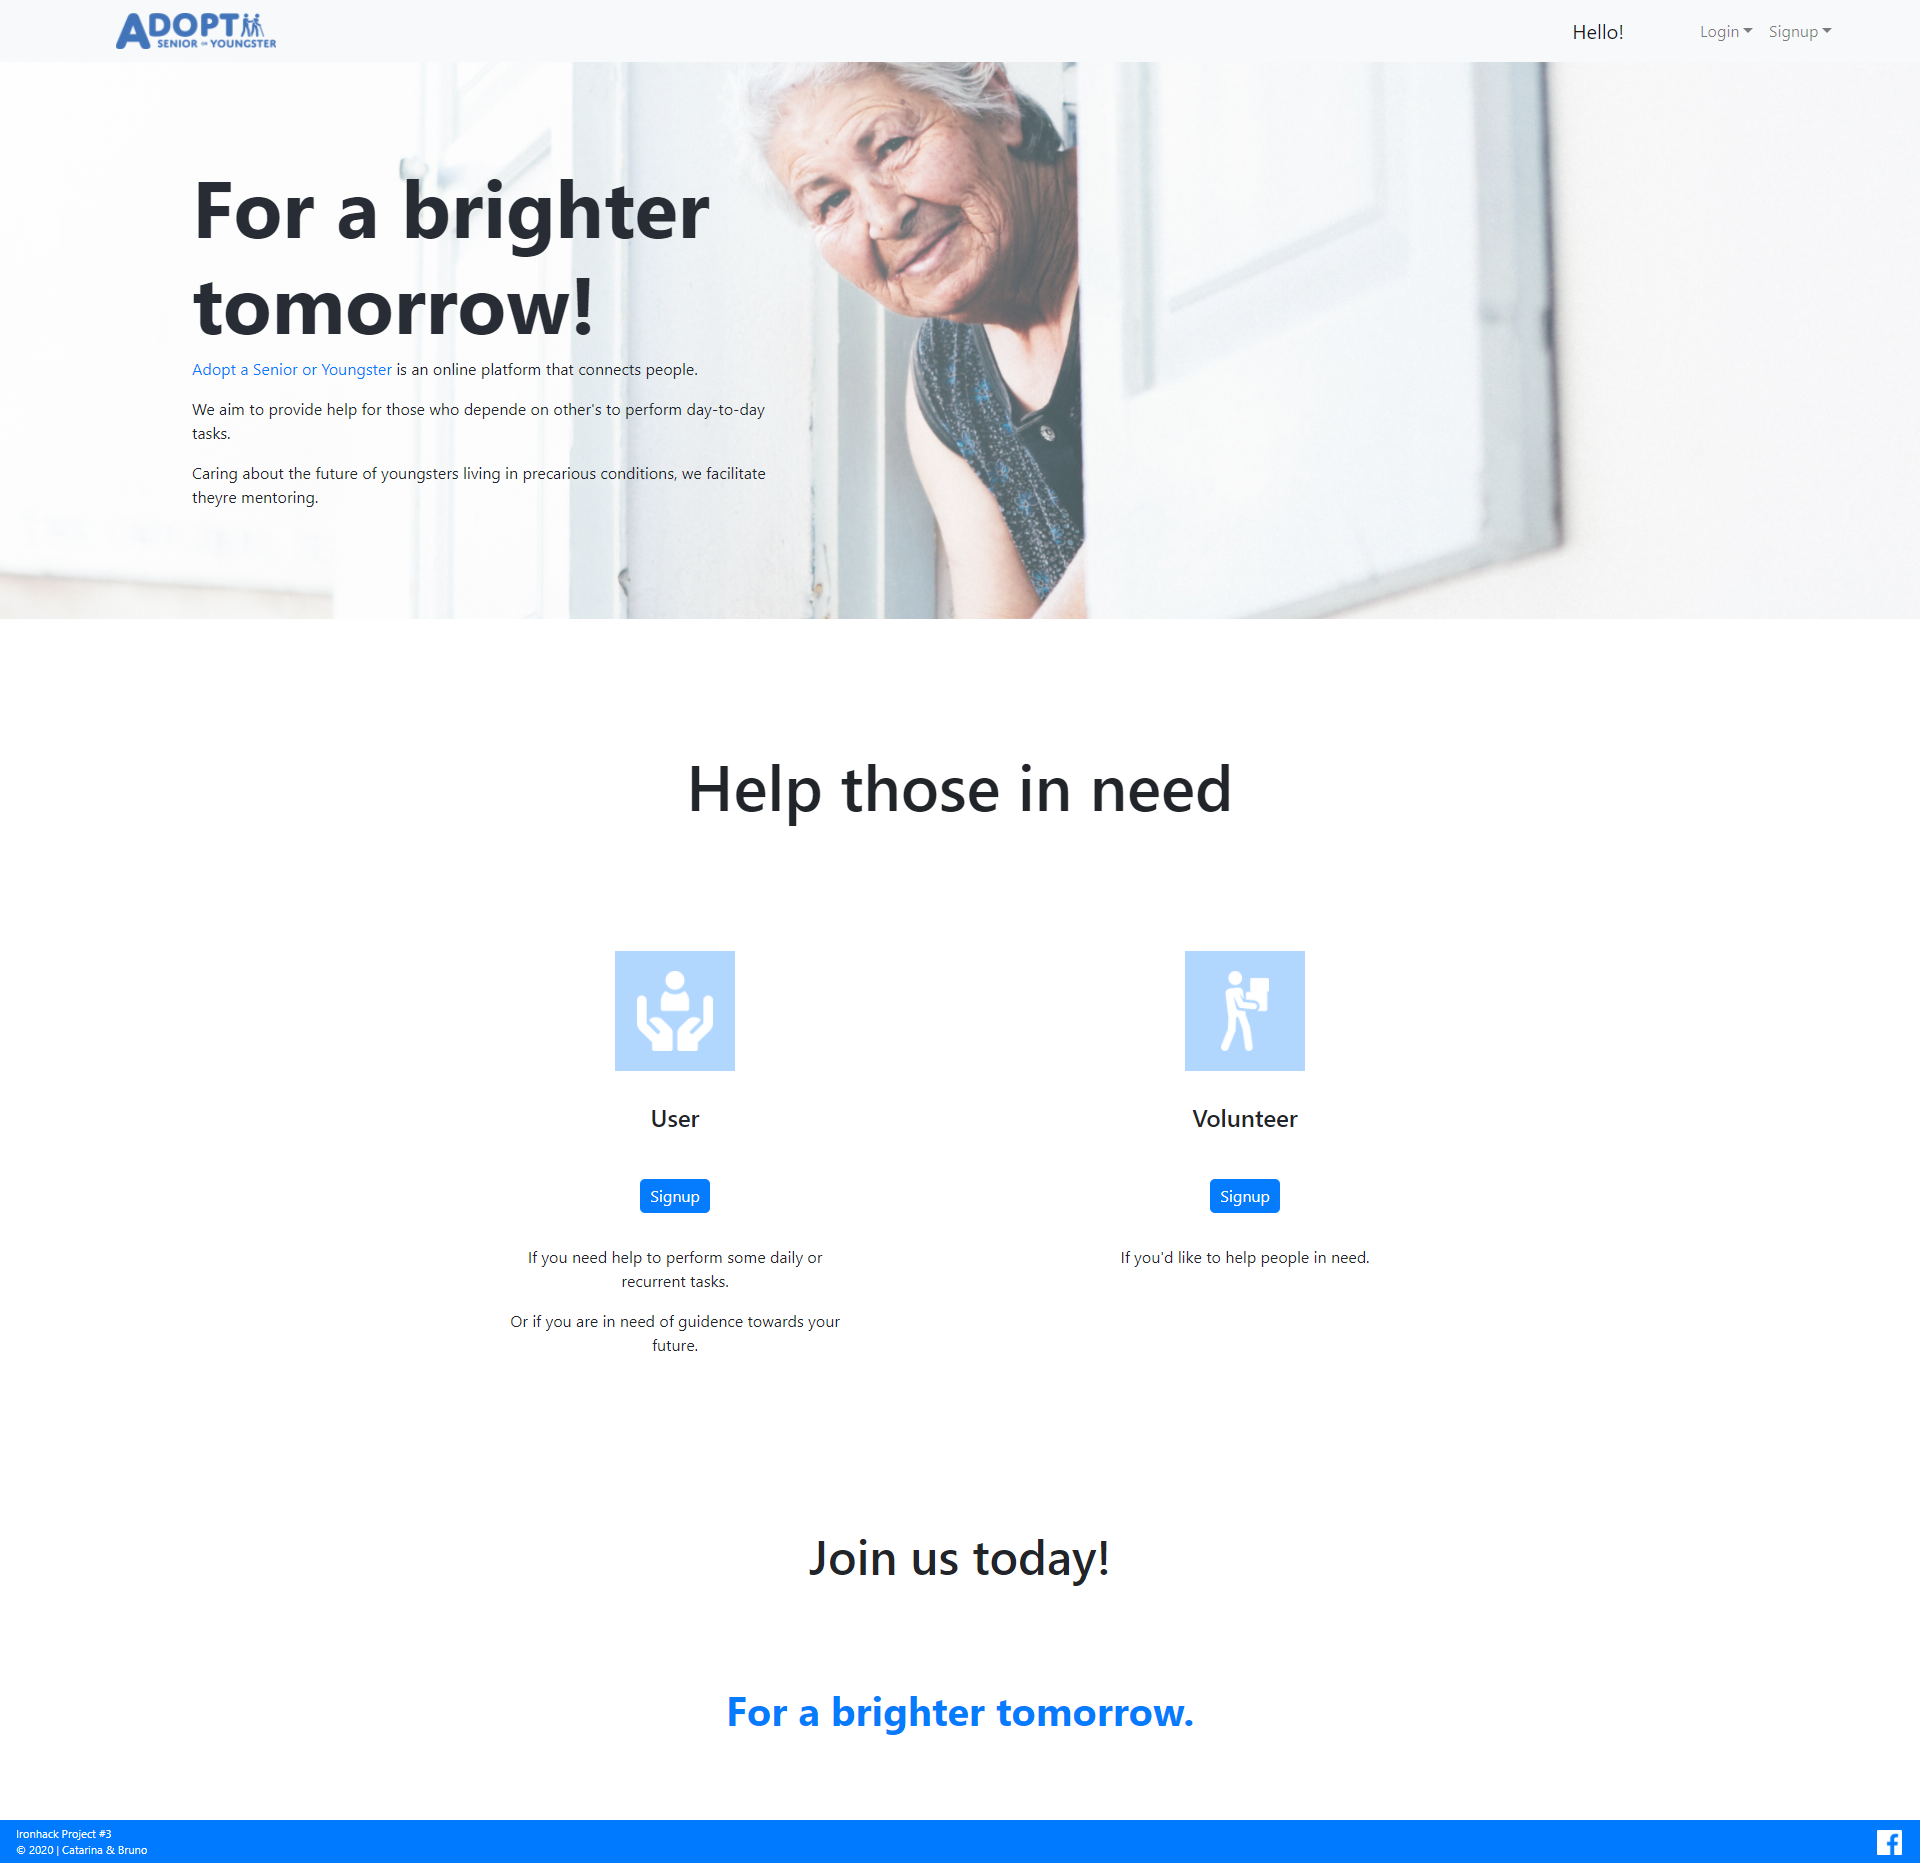 ADOPT
SENIOR OR YOUNGSTER
Hello!
Login
Signup
For a brighter
tomorrow!
Adopt a Senior or Youngster is an online platform that connects people.
We aim to provide help for those who depende on other's to perform day-to-day
tasks.
Caring about the future of youngsters living in precarious conditions, we facilitate
theyre mentoring.
Help those in need
User
Volunteer
Signup
Signup
If you need help to perform some daily or
recurrent tasks.
If you'd like to help people in need.
Or if you are in need of guidence towards your
future.
Join us today!
For a brighter tomorrow.
Ironhack Project #3
© 2020 | Catarina & Bruno